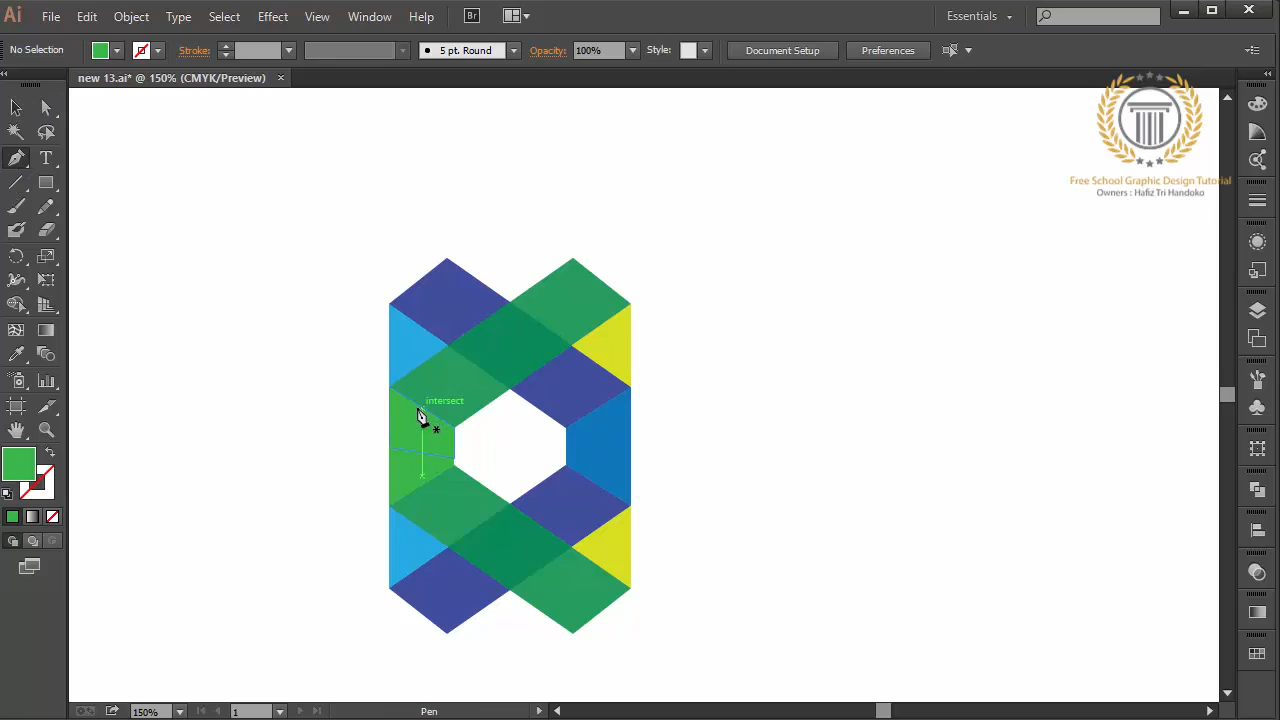 Ai File Edit Object Type Select Effect View Window Help Br Essentials
No Selection Stroke: 5 pt. Round Opacity: 100% Style: Document Setup Preferences
new 13.ai* @ 150% (CMYK/Preview)
Free School Graphic Design Tutorial
Owners : Hafiz Tri Handoko
T
intersect
150% 1 Pen